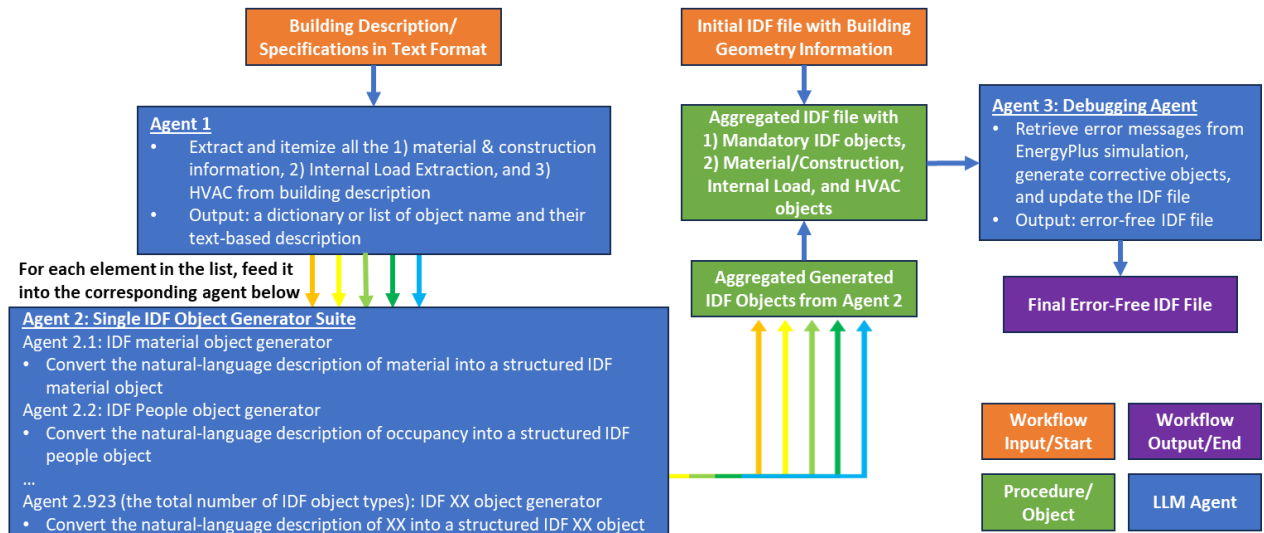 Building Description/
Specifications in Text Format
Initial IDF file with Building
Geometry Information
Agent 1
• Extract and itemize all the 1) material & construction
information, 2) Internal Load Extraction, and 3)
HVAC from building description
• Output: a dictionary or list of object name and their
text-based description
Aggregated IDF file with
1) Mandatory IDF objects,
2) Material/Construction,
Internal Load, and HVAC
objects
Agent 3: Debugging Agent
• Retrieve error messages from
EnergyPlus simulation,
generate corrective objects,
and update the IDF file
• Output: error-free IDF file
For each element in the list, feed it
into the corresponding agent below
Aggregated Generated
IDF Objects from Agent 2
Final Error-Free IDF File
Agent 2: Single IDF Object Generator Suite
Agent 2.1: IDF material object generator
• Convert the natural-language description of material into a structured IDF
material object
Agent 2.2: IDF People object generator
• Convert the natural-language description of occupancy into a structured IDF
people object
...
Agent 2.923 (the total number of IDF object types): IDF XX object generator
• Convert the natural-language description of XX into a structured IDF XX object
Workflow
Input/Start
Workflow
Output/End
Procedure/
Object
LLM Agent